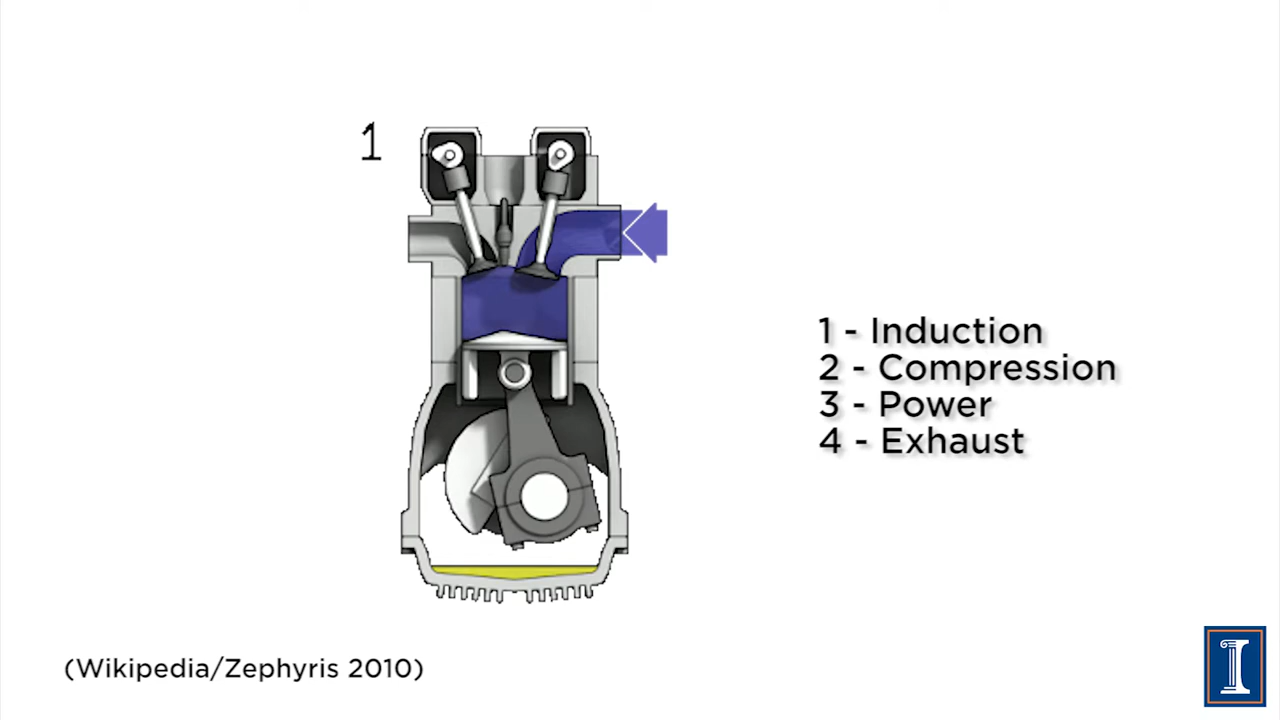 1
1 - Induction
2 - Compression
3 - Power
4 - Exhaust
(Wikipedia/Zephyris 2010)
I